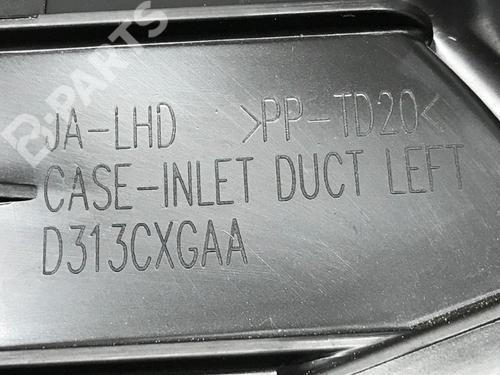 JA-LHD >PP-TD20<
CASE-INLET DUCT LEFT
D313CXGAA